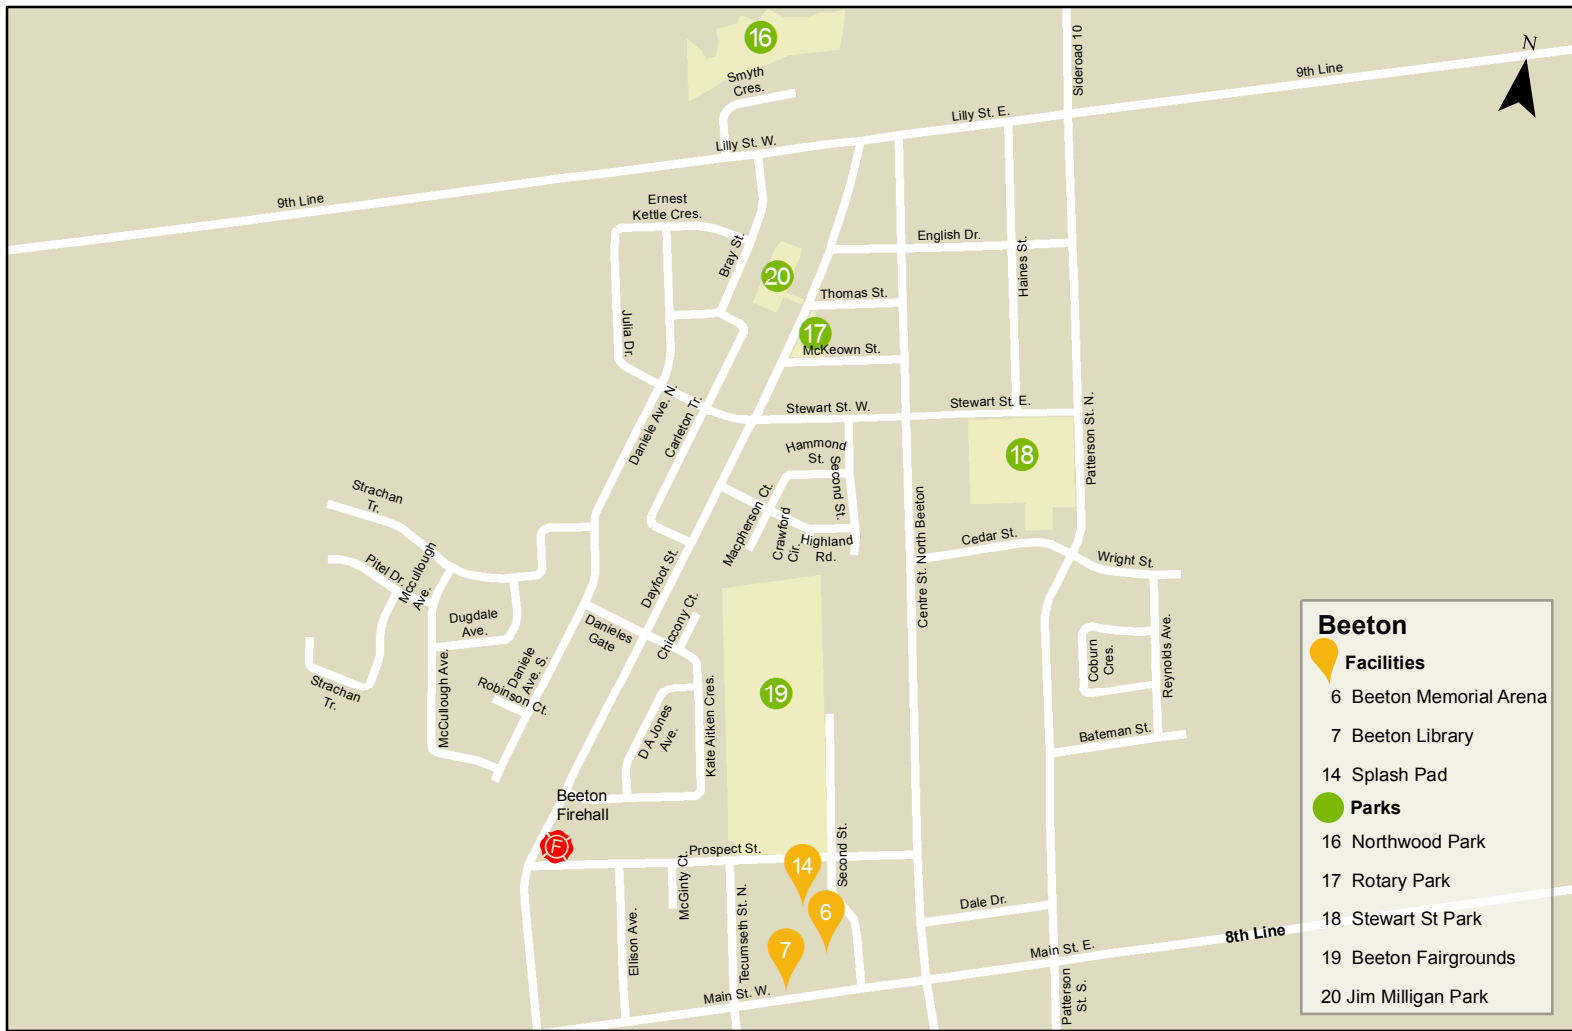 16
Smyth
Cres.
Sideroad 10
N
9th Line
Lilly St. E.
Lilly St. W.
9th Line
Ernest
Kettle Cres.
Bray St.
English Dr.
Haines St.
20
Thomas St.
17
McKeown St.
Julia Dr.
Daniele Ave. N.
Carleton Tr.
Stewart St. W.
Stewart St. E.
Patterson St. N.
Hammond
St.
Second St.
18
Strachan
Tr.
Macpherson Ct.
Crawford
Cir.
Highland
Rd.
Centre St. North Beeton
Cedar St.
Wright St.
Pitel Dr.
Mccullough
Ave.
Dayfoot St.
Dugdale
Ave.
Danieles
Gate
Chiccony Ct.
Coburn
Cres.
Reynolds Ave.
Daniele
Ave. S.
Robinson Ct.
Strachan
Tr.
McCullough Ave.
D A Jones
Ave.
Kate Aitken Cres.
19
Bateman St.
Beeton
Firehall
F
Prospect St.
14
Second St.
McGinty Ct.
Ellison Ave.
Tecumseth St. N.
6
7
Dale Dr.
Main St. E.
8th Line
Main St. W.
Patterson
St. S.
Beeton
Facilities
6 Beeton Memorial Arena
7 Beeton Library
14 Splash Pad
Parks
16 Northwood Park
17 Rotary Park
18 Stewart St Park
19 Beeton Fairgrounds
20 Jim Milligan Park